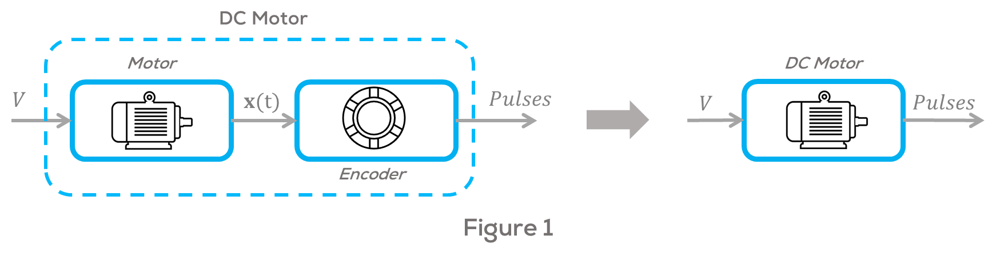 DC Motor
Motor
V
x(t)
Encoder
Pulses
DC Motor
V
Pulses
Figure 1